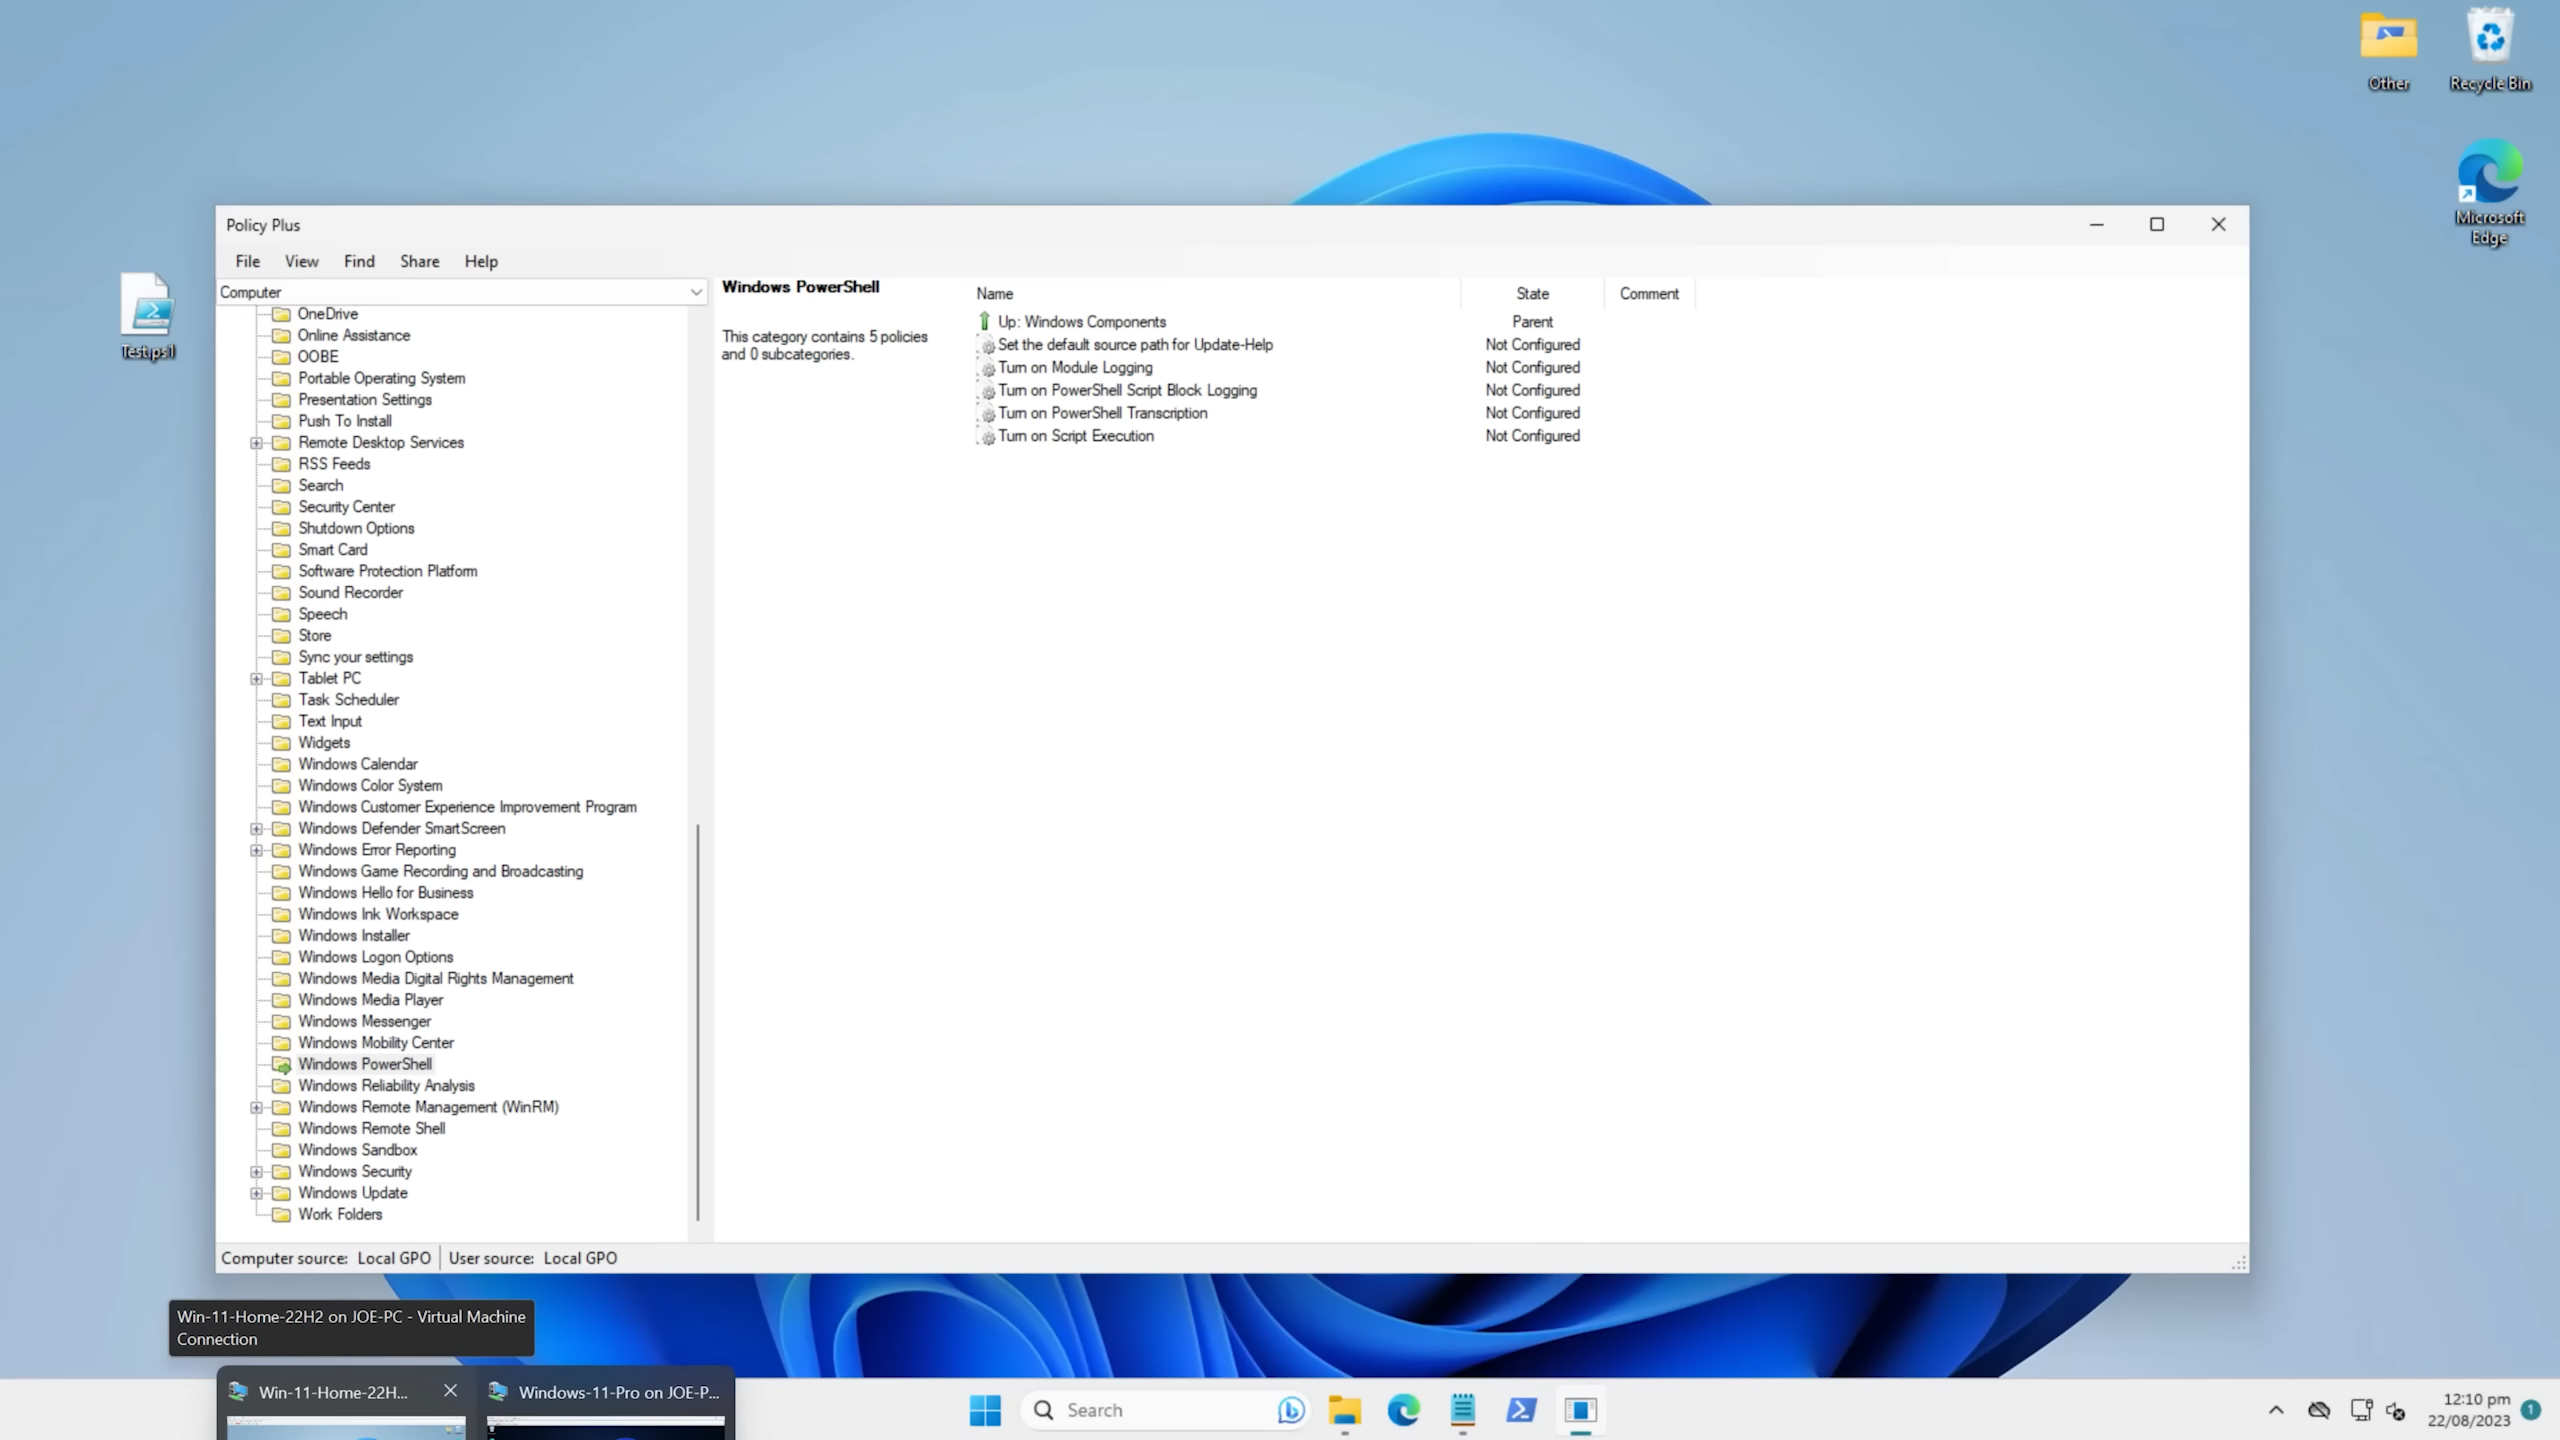 Other
Recycle Bin
Microsoft
Edge
Test.ps1
Policy Plus
File View Find Share Help
Computer
OneDrive
Online Assistance
OOBE
Portable Operating System
Presentation Settings
Push To Install
Remote Desktop Services
RSS Feeds
Search
Security Center
Shutdown Options
Smart Card
Software Protection Platform
Sound Recorder
Speech
Store
Sync your settings
Tablet PC
Task Scheduler
Text Input
Widgets
Windows Calendar
Windows Color System
Windows Customer Experience Improvement Program
Windows Defender SmartScreen
Windows Error Reporting
Windows Game Recording and Broadcasting
Windows Hello for Business
Windows Ink Workspace
Windows Installer
Windows Logon Options
Windows Media Digital Rights Management
Windows Media Player
Windows Messenger
Windows Mobility Center
Windows PowerShell
Windows Reliability Analysis
Windows Remote Management (WinRM)
Windows Remote Shell
Windows Sandbox
Windows Security
Windows Update
Work Folders
Windows PowerShell
This category contains 5 policies
and 0 subcategories.
Name State Comment
Up: Windows Components Parent
Set the default source path for Update-Help Not Configured
Turn on Module Logging Not Configured
Turn on PowerShell Script Block Logging Not Configured
Turn on PowerShell Transcription Not Configured
Turn on Script Execution Not Configured
Computer source: Local GPO User source: Local GPO
Win-11-Home-22H2 on JOE-PC - Virtual Machine
Connection
Win-11-Home-22H... Windows-11-Pro on JOE-P...
Search
12:10 pm
22/08/2023
1